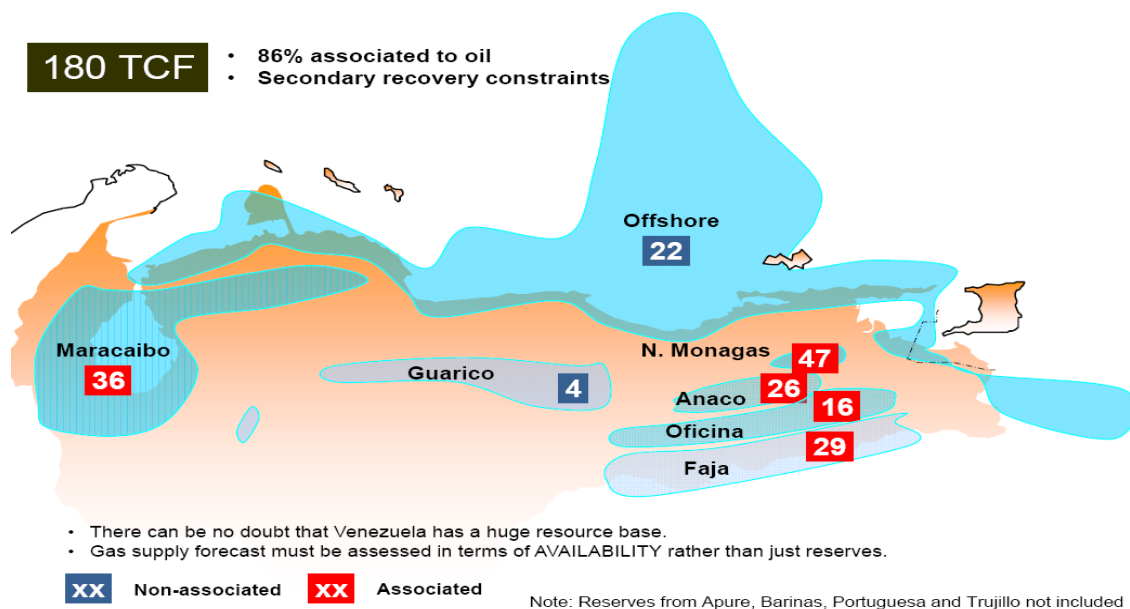 180 TCF
• 86% associated to oil
• Secondary recovery constraints
Offshore
22
Maracaibo
36
Guarico
4
N. Monagas
47
Anaco
26
16
Oficina
29
Faja
• There can be no doubt that Venezuela has a huge resource base.
• Gas supply forecast must be assessed in terms of AVAILABILITY rather than just reserves.
xx Non-associated xx Associated
Note: Reserves from Apure, Barinas, Portuguesa and Trujillo not included